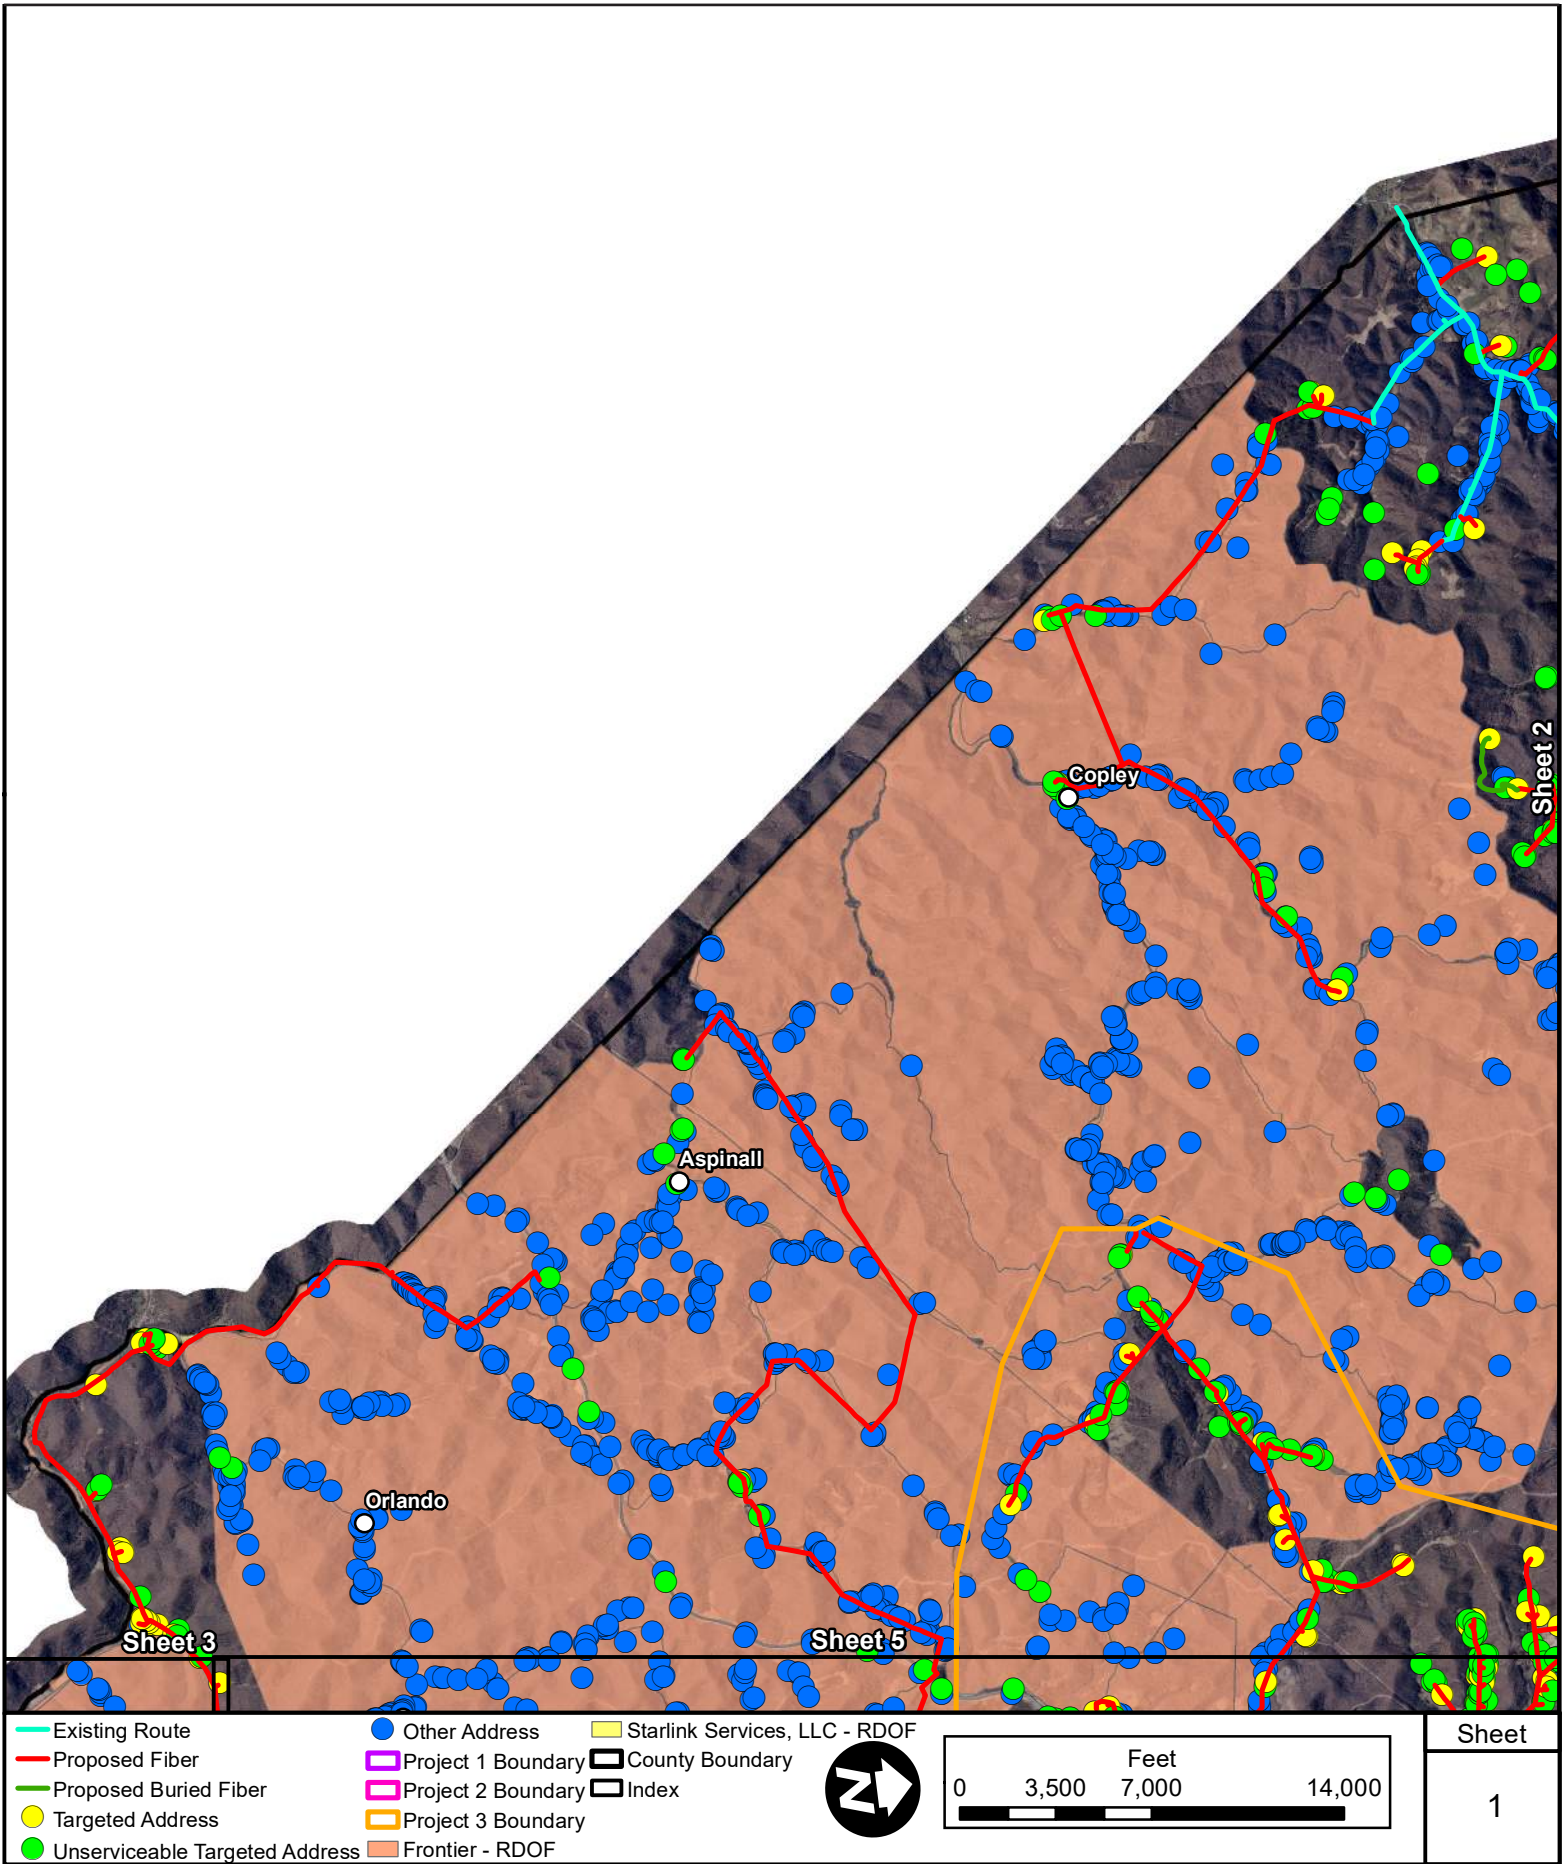 Copley
Sheet 2
Aspinall
Orlando
Sheet 3
Sheet 5
Existing Route
Proposed Fiber
Proposed Buried Fiber
Targeted Address
Unserviceable Targeted Address
Other Address
Project 1 Boundary
Project 2 Boundary
Project 3 Boundary
Frontier - RDOF
Starlink Services, LLC - RDOF
County Boundary
Index
N
Feet
0 3,500 7,000 14,000
Sheet
1